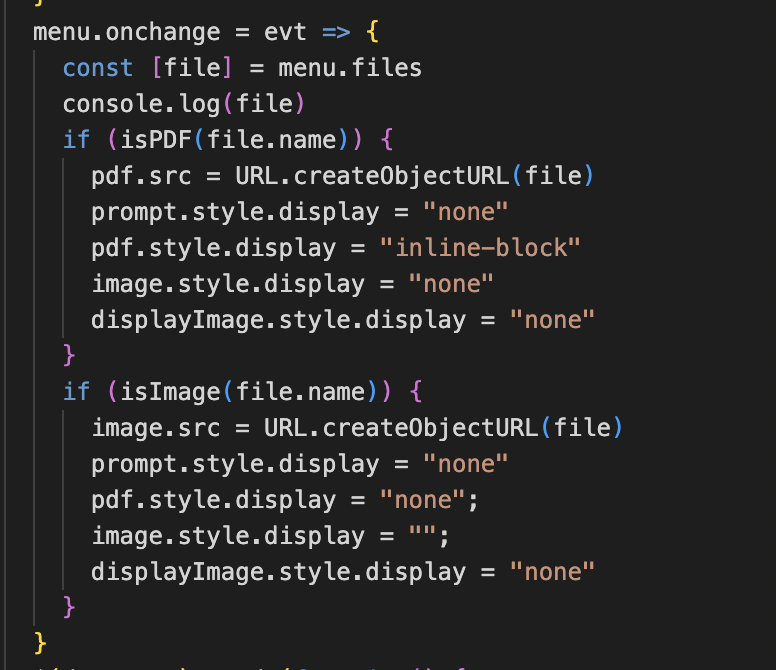 }
menu.onchange = evt => {
  const [file] = menu.files
  console.log(file)
  if (isPDF(file.name)) {
    pdf.src = URL.createObjectURL(file)
    prompt.style.display = "none"
    pdf.style.display = "inline-block"
    image.style.display = "none"
    displayImage.style.display = "none"
  }
  if (isImage(file.name)) {
    image.src = URL.createObjectURL(file)
    prompt.style.display = "none"
    pdf.style.display = "none";
    image.style.display = "";
    displayImage.style.display = "none"
  }
}